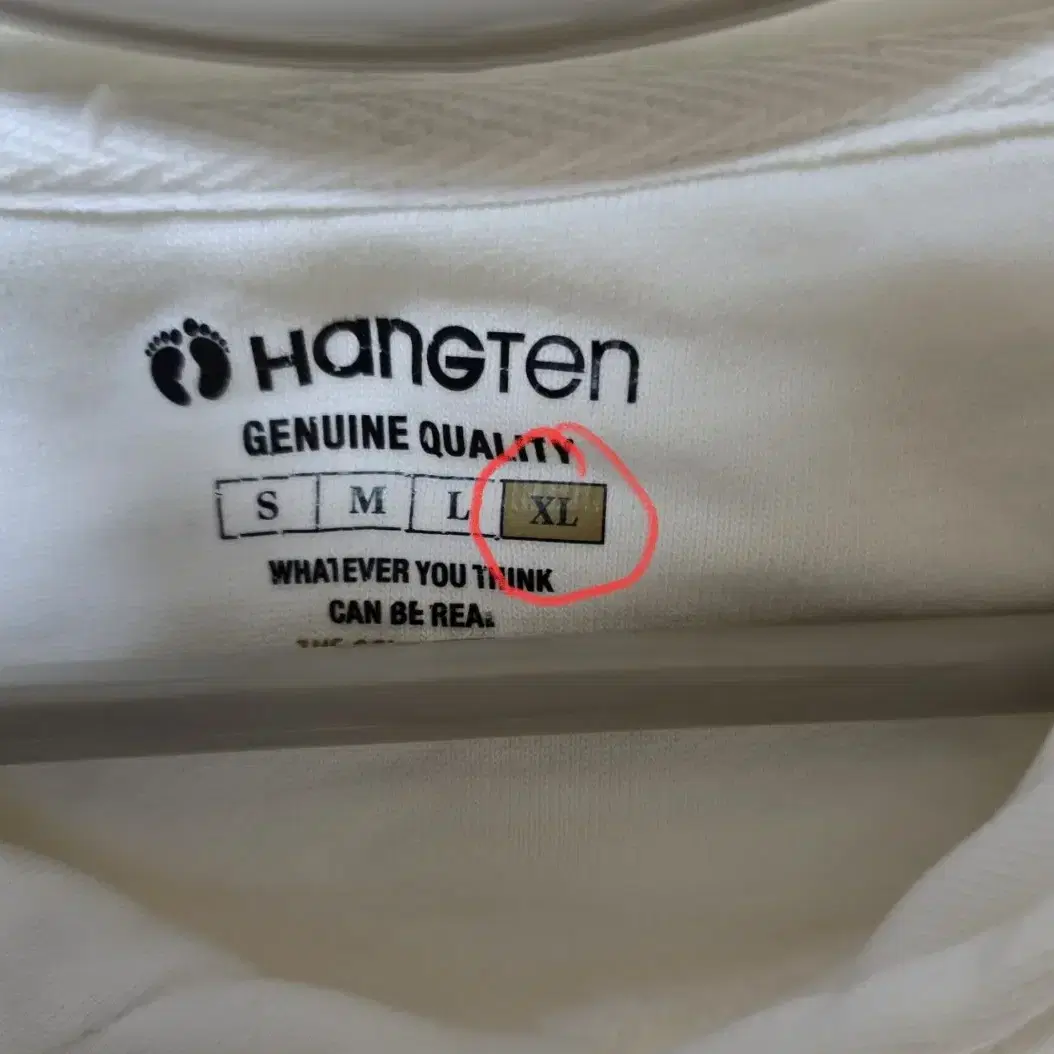 HANGTEN
GENUINE QUALITY
S M L XL
WHATEVER YOU THINK
CAN BE REAL